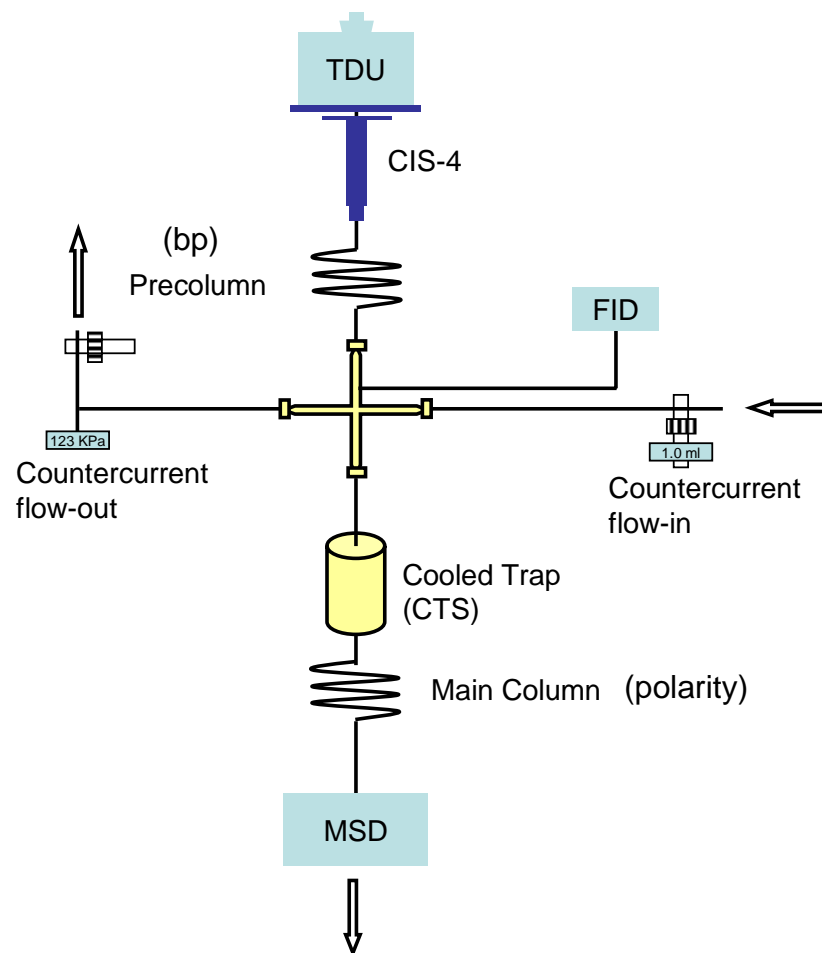 TDU
CIS-4
(bp)
Precolumn
FID
123 KPa
1.0 ml
Countercurrent
flow-out
Countercurrent
flow-in
Cooled Trap
(CTS)
Main Column (polarity)
MSD